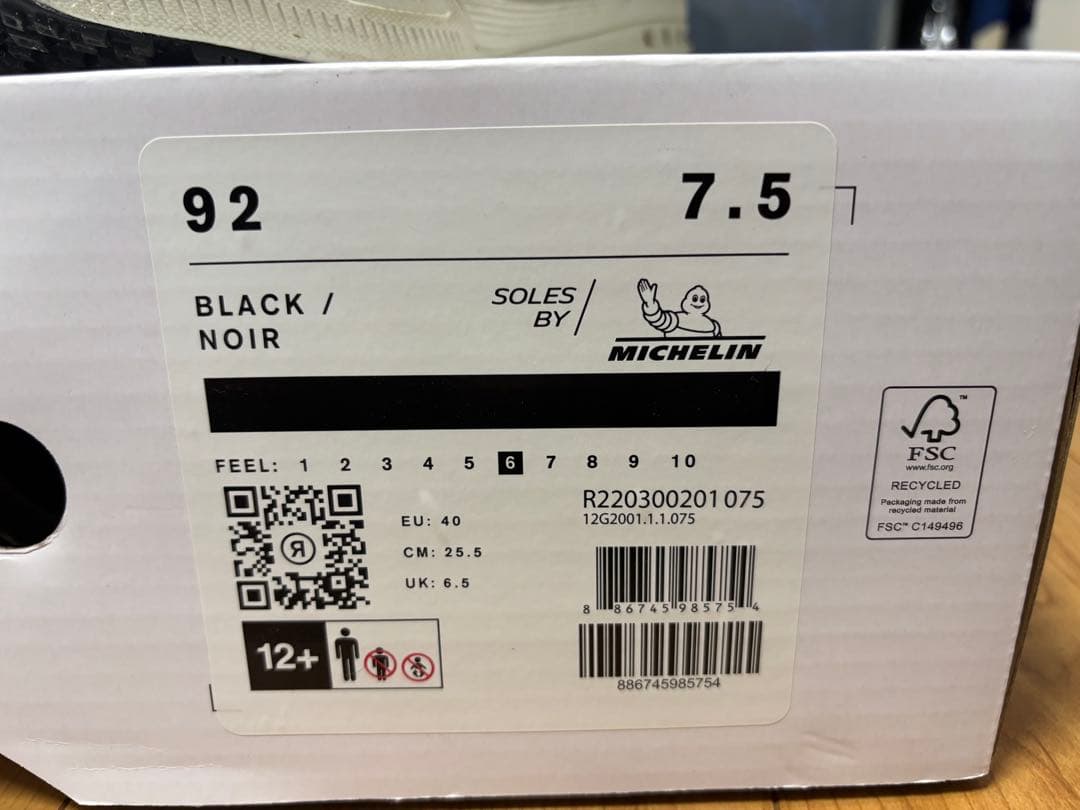 92
7.5
BLACK /
NOIR
SOLES
BY
MICHELIN
FEEL: 1 2 3 4 5 6 7 8 9 10
R
EU: 40
CM: 25.5
UK: 6.5
R220300201075
12G2001.1.1.075
8 86745 98575 4
886745985754
12+
FSC™
www.fsc.org
RECYCLED
Packaging made from
recycled material
FSC™ C149496